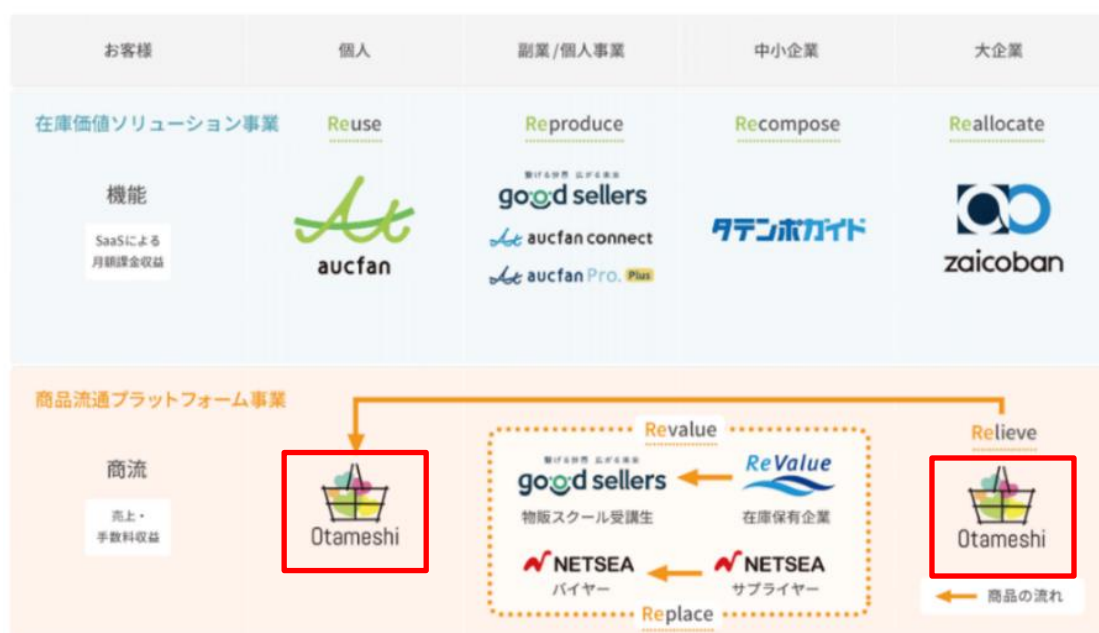 お客様
個人
副業/個人事業
中小企業
大企業
在庫価値ソリューション事業
Reuse
Reproduce
Recompose
Reallocate
機能
SaaSによる
月額課金収益
aucfan
繋げる世界 広がる未来
good sellers
aucfan connect
aucfan Pro. Plus
タテンポガイド
zaicoban
商品流通プラットフォーム事業
Revalue
Relieve
商流
売上・
手数料収益
Otameshi
繋げる世界 広がる未来
good sellers
物販スクール受講生
ReValue
在庫保有企業
NETSEA
バイヤー
NETSEA
サプライヤー
Replace
Otameshi
商品の流れ